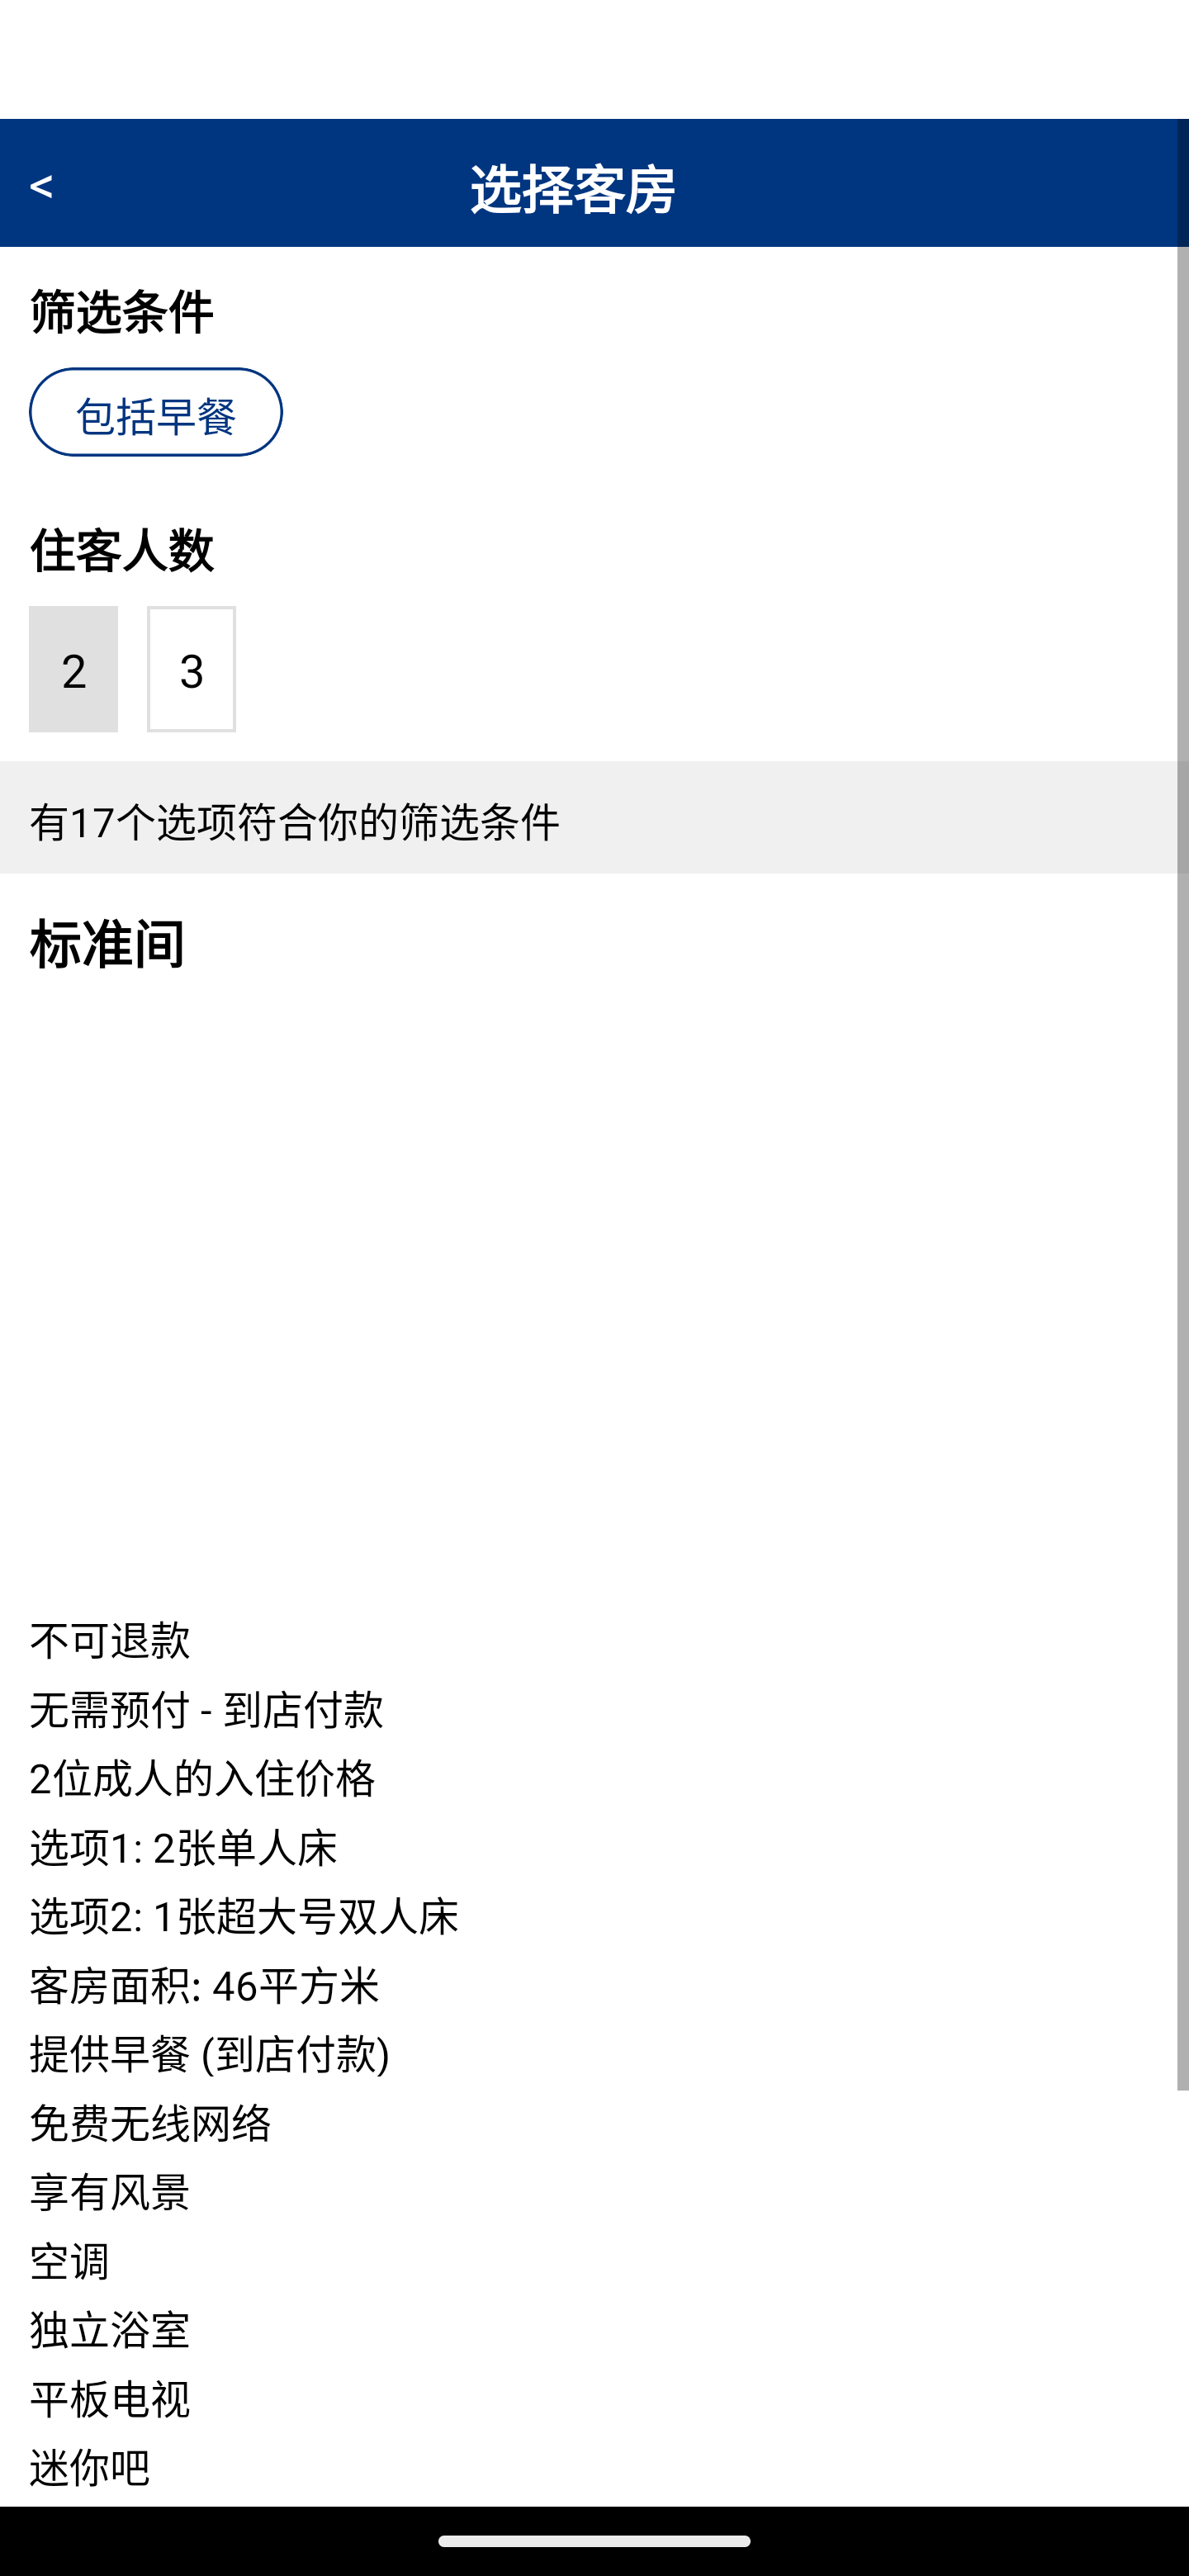 <
选择客房
筛选条件
包括早餐
住客人数
2
3
有17个选项符合你的筛选条件
标准间
不可退款
无需预付 - 到店付款
2位成人的入住价格
选项1: 2张单人床
选项2: 1张超大号双人床
客房面积: 46平方米
提供早餐 (到店付款)
免费无线网络
享有风景
空调
独立浴室
平板电视
迷你吧